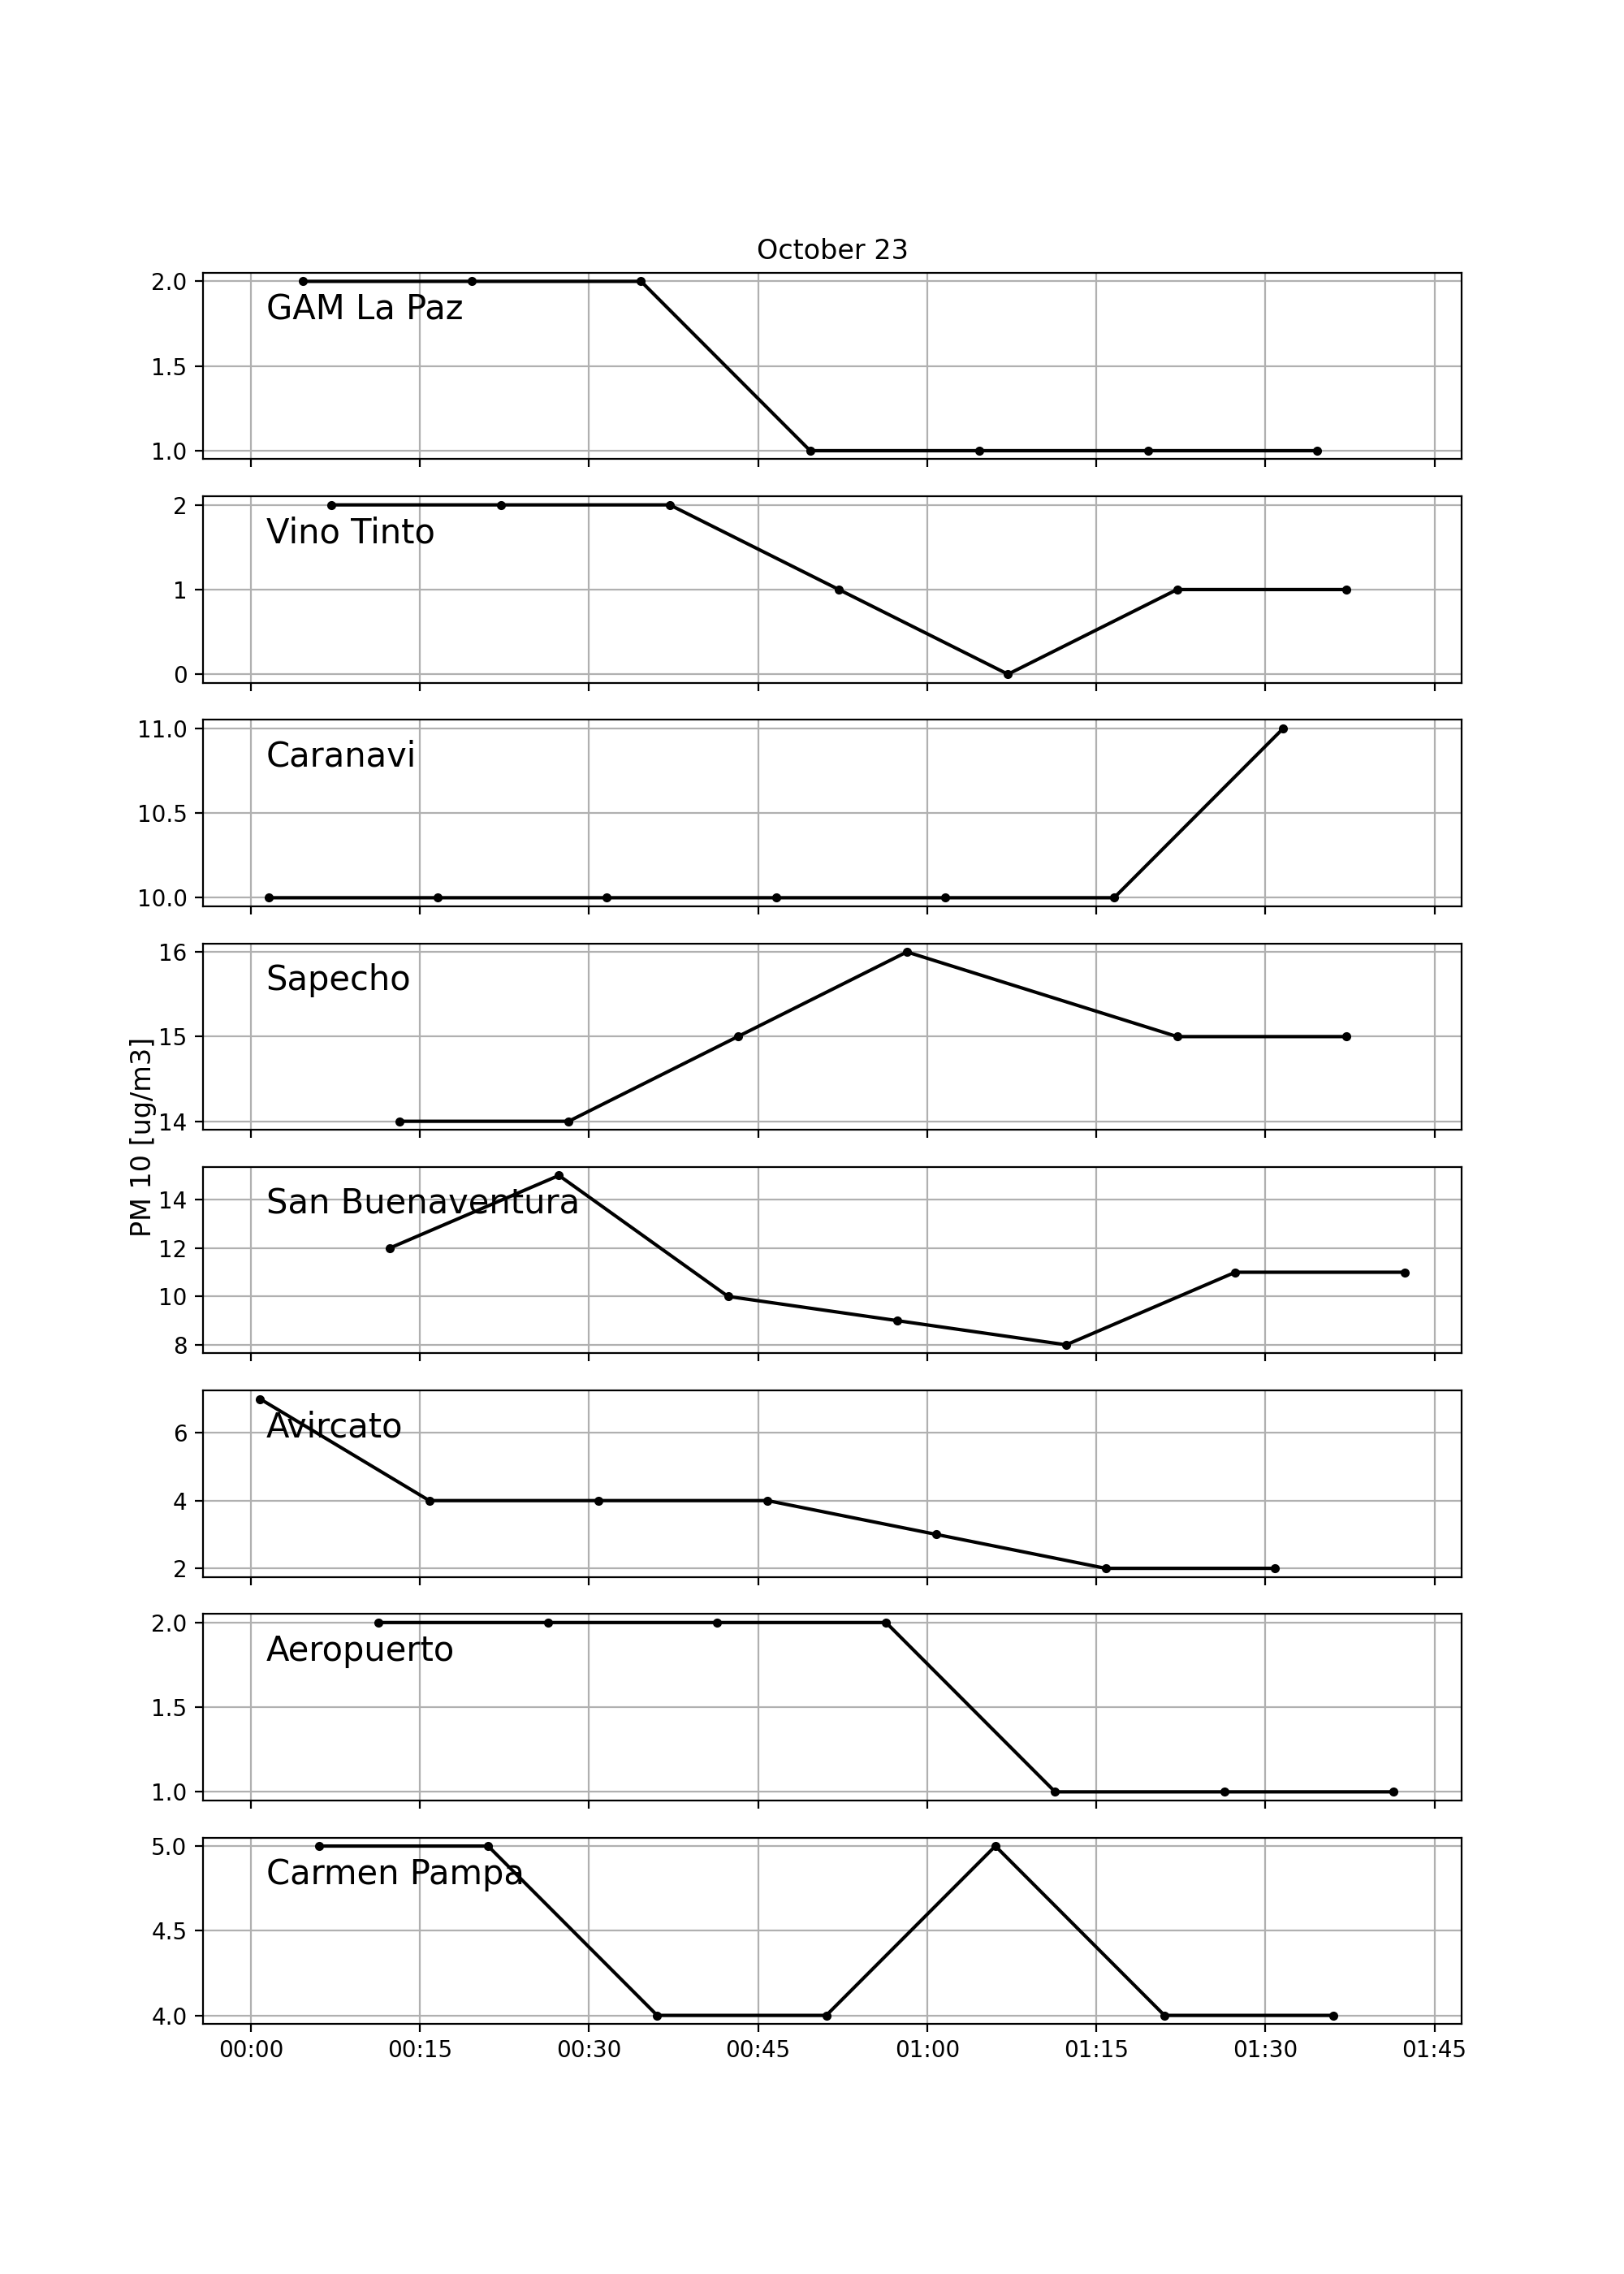 October 23
2.0
GAM La Paz
1.5
1.0
2
Vino Tinto
1
0
11.0
Caranavi
10.5
10.0
16
Sapecho
15
14
PM 10 [ug/m3]
14
San Buenaventura
12
10
8
Avircato
6
4
2
2.0
Aeropuerto
1.5
1.0
5.0
Carmen Pampa
4.5
4.0
00:00 00:15 00:30 00:45 01:00 01:15 01:30 01:45